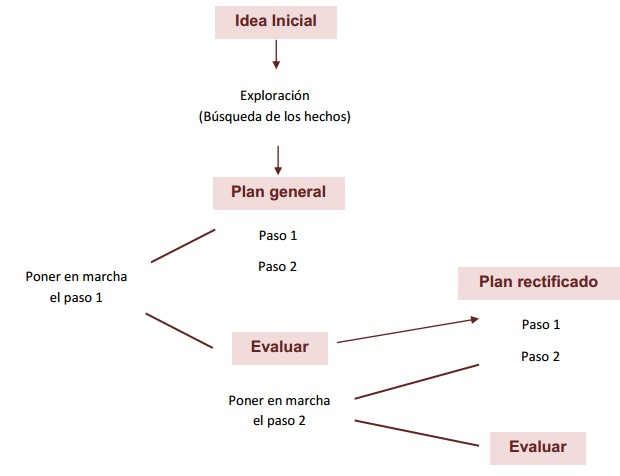 Idea Inicial
Exploración
(Búsqueda de los hechos)
Plan general
Paso 1
Paso 2
Poner en marcha
el paso 1
Evaluar
Plan rectificado
Paso 1
Paso 2
Poner en marcha
el paso 2
Evaluar